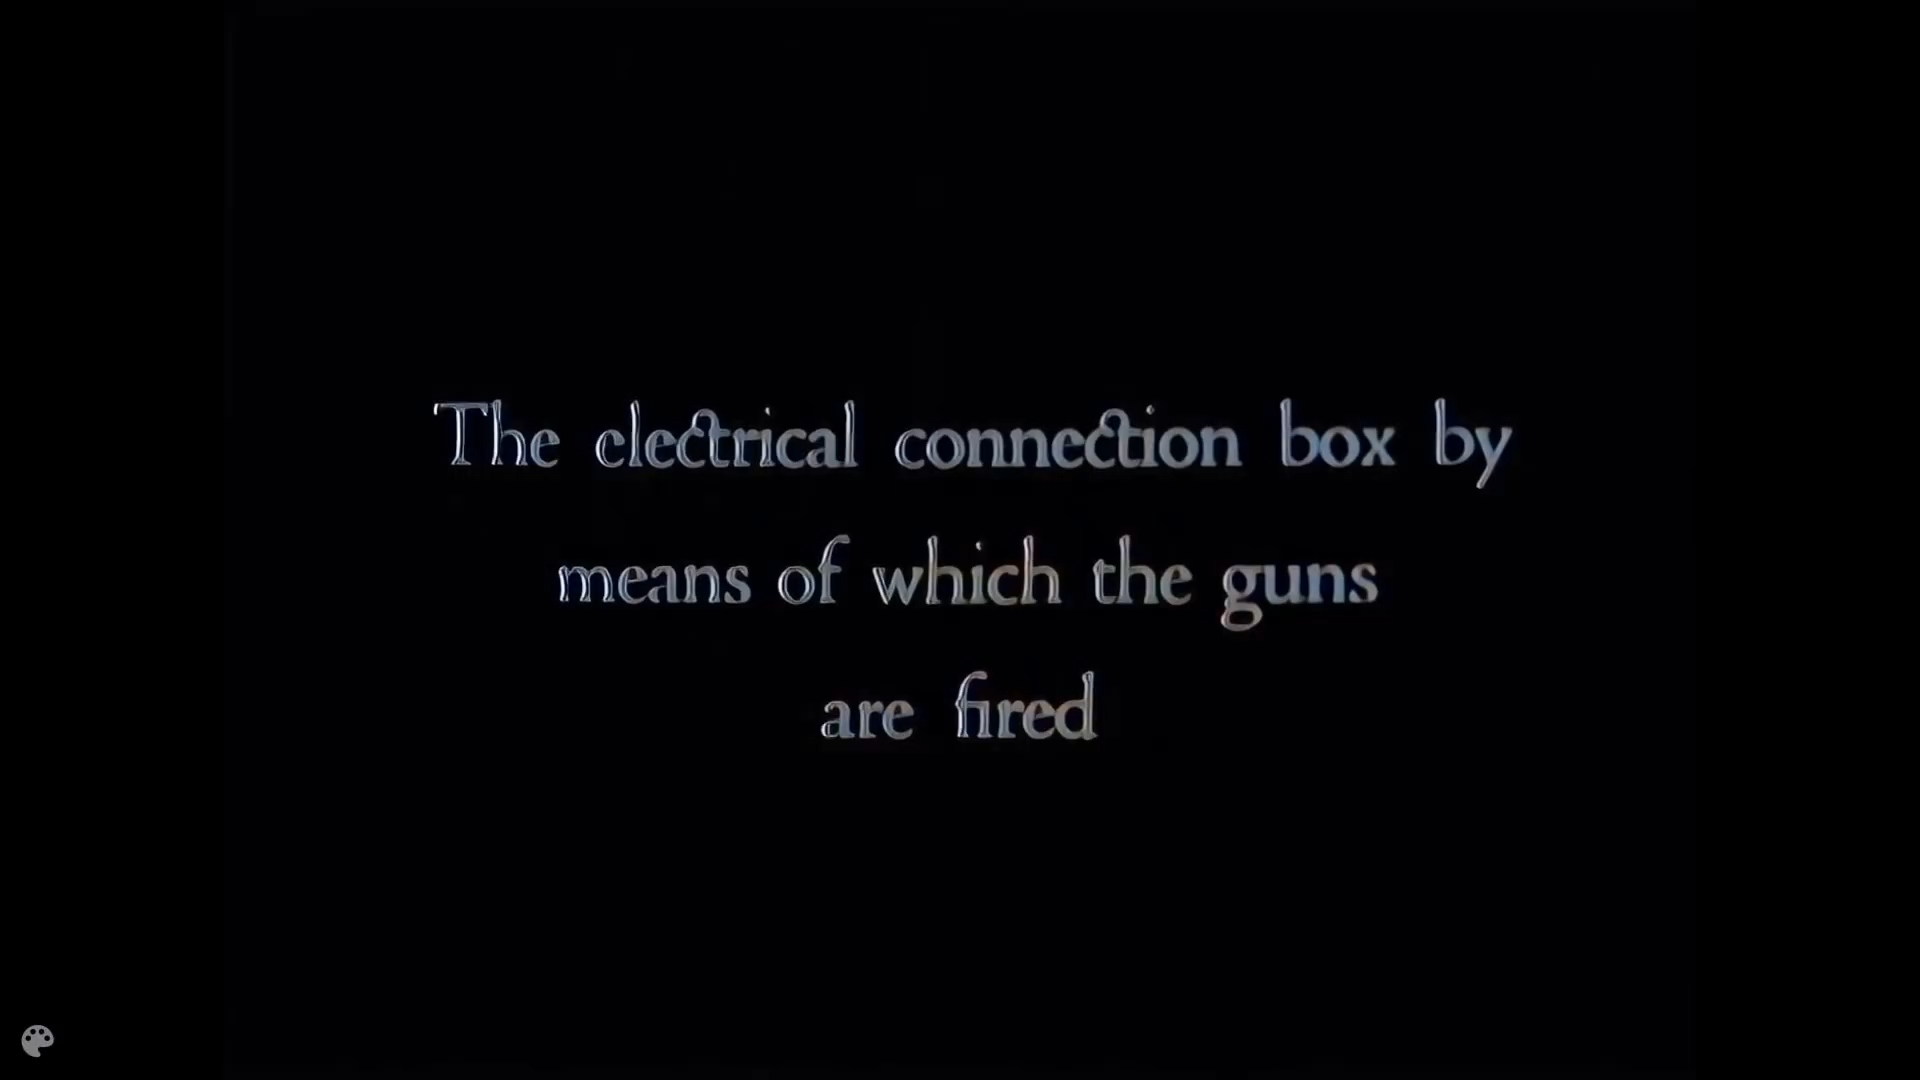 The electrical connection box by
means of which the guns
are fired